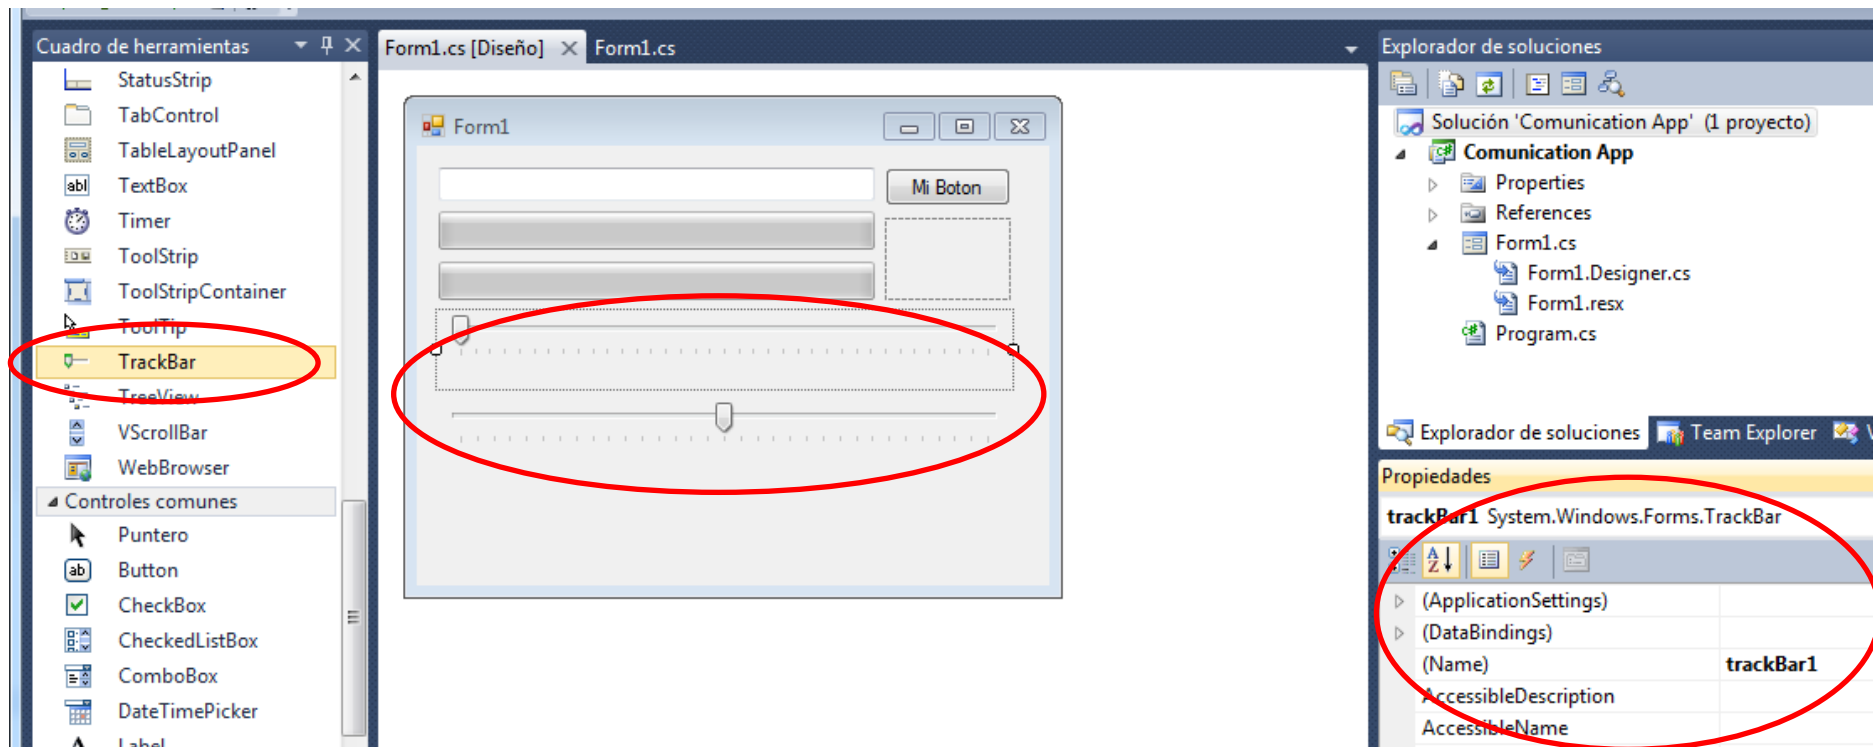 Cuadro de herramientas
StatusStrip
TabControl
TableLayoutPanel
abl TextBox
Timer
ToolStrip
ToolStripContainer
ToolTip
TrackBar
TreeView
VScrollBar
WebBrowser
Controles comunes
Puntero
ab Button
CheckBox
CheckedListBox
ComboBox
DateTimePicker
A Label
Form1.cs [Diseño]
Form1.cs
Form1
Mi Boton
Explorador de soluciones
Solución 'Comunication App' (1 proyecto)
C# Comunication App
Properties
References
Form1.cs
Form1.Designer.cs
Form1.resx
Program.cs
Explorador de soluciones
Team Explorer
Propiedades
trackBar1 System.Windows.Forms.TrackBar
(ApplicationSettings)
(DataBindings)
(Name) trackBar1
AccessibleDescription
AccessibleName